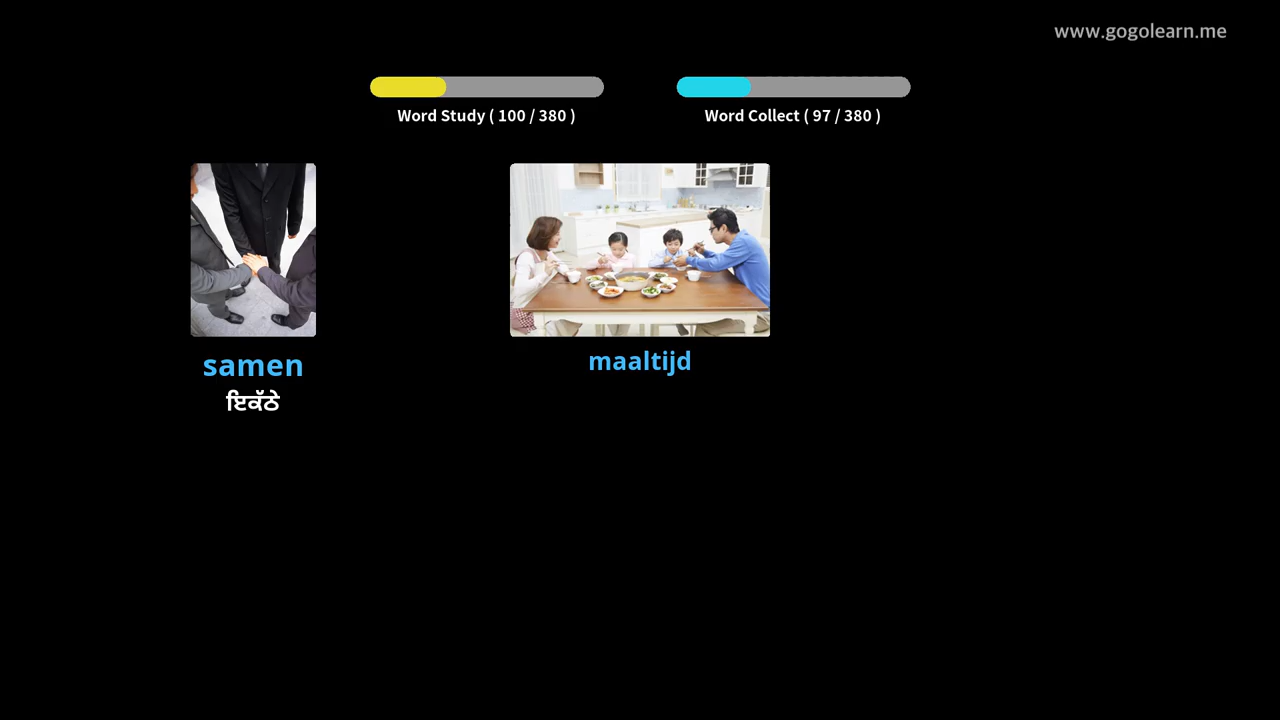 www.gogolearn.me
Word Study ( 100 / 380 )
Word Collect ( 97 / 380 )
samen
ਇਕੱਠੇ
maaltijd